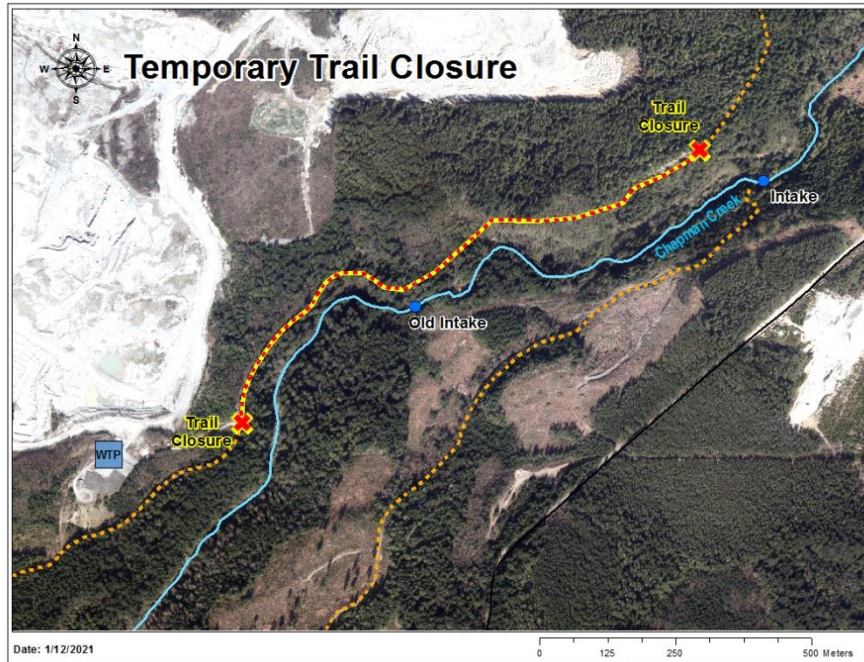 N
W E
S
Temporary Trail Closure
Trail
Closure
Intake
Chapman Creek
Old Intake
Trail
Closure
WTP
Date: 1/12/2021
0 125 250 500 Meters